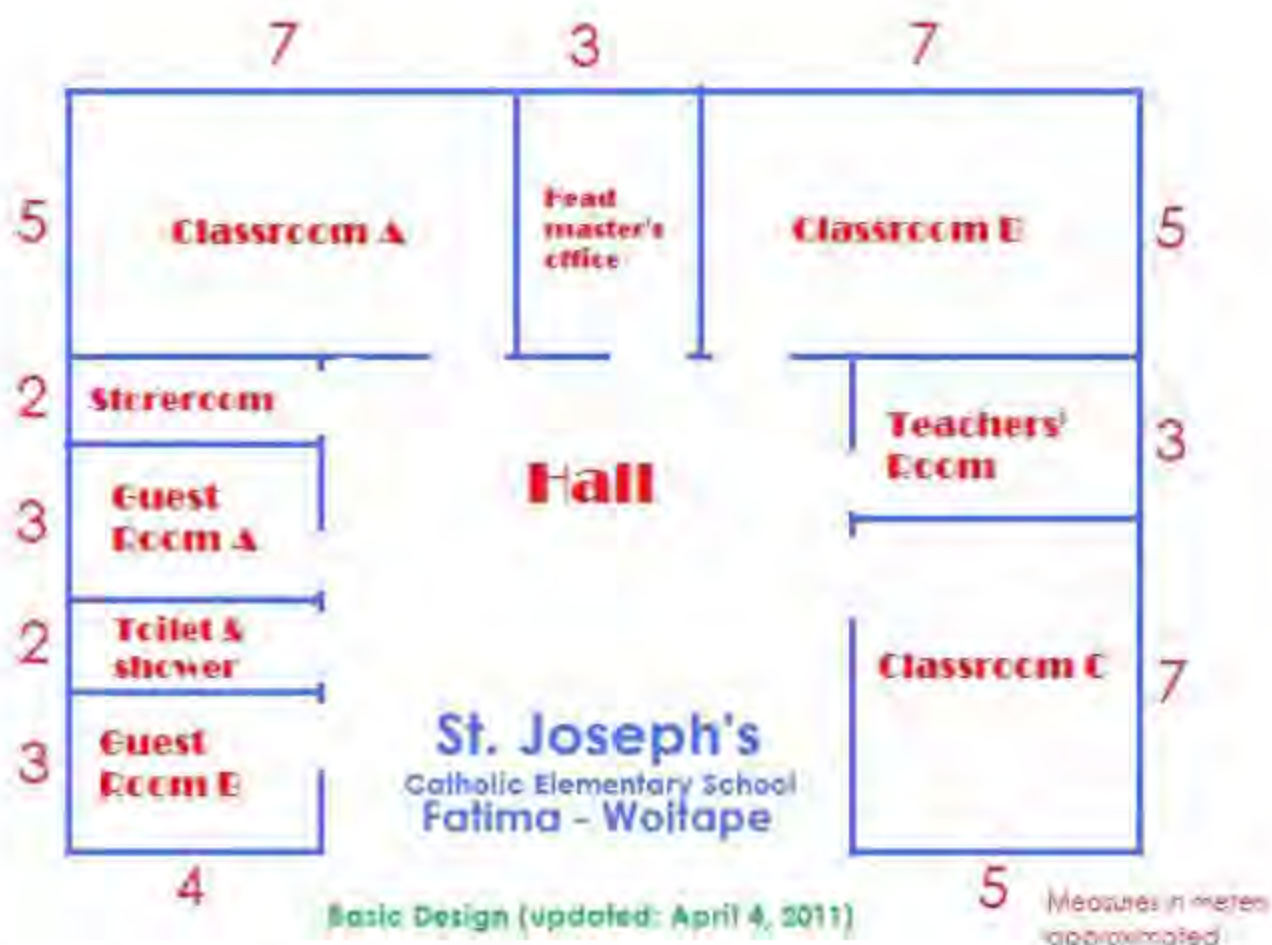 7 3 7
5 5
Classroom A
Head
master's
office
Classroom B
2
Storeroom
Teachers'
Room
3
Hall
3
Guest
Room A
2
Toilet &
shower
Classroom C
7
3
Guest
Room B
St. Joseph's
Catholic Elementary School
Fatima - Woitape
4
5
Basic Design (updated: April 4, 2011)
Measures in meters
approximated